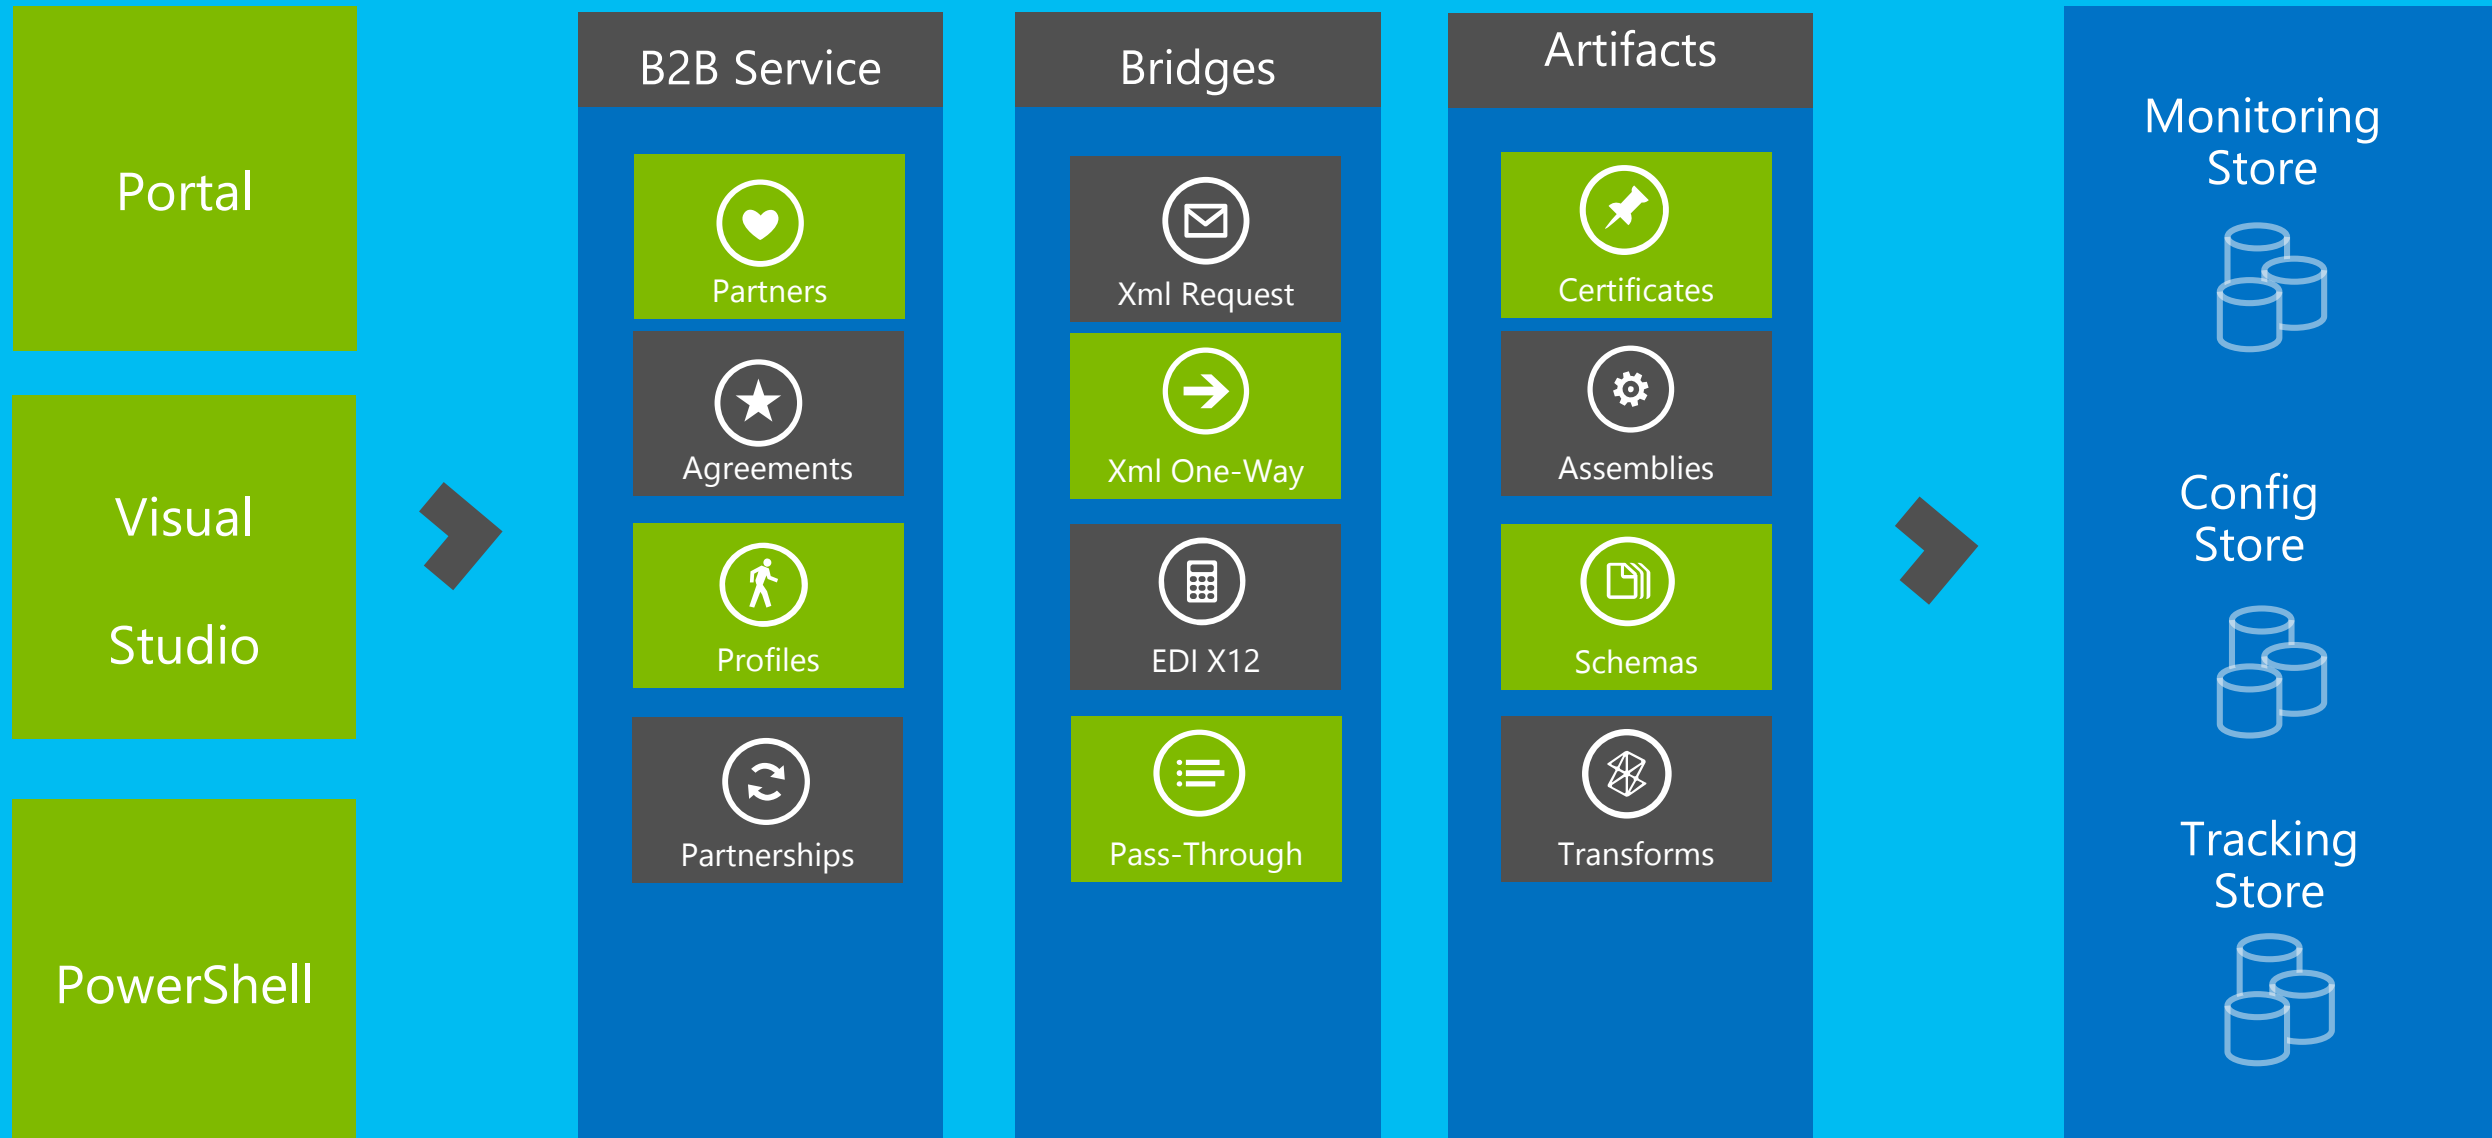 Portal
Visual
Studio
PowerShell
B2B Service
Partners
Agreements
Profiles
Partnerships
Bridges
Xml Request
Xml One-Way
EDI X12
Pass-Through
Artifacts
Certificates
Assemblies
Schemas
Transforms
Monitoring
Store
Config
Store
Tracking
Store